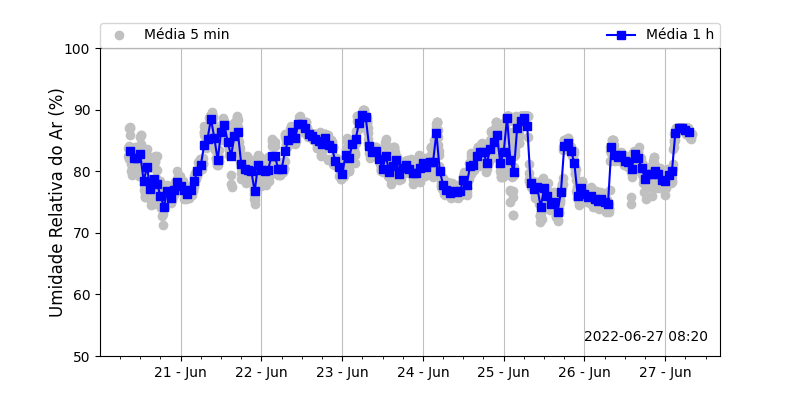 Média 5 min
Média 1 h
Umidade Relativa do Ar (%)
100
90
80
70
60
50
2022-06-27 08:20
21 - Jun
22 - Jun
23 - Jun
24 - Jun
25 - Jun
26 - Jun
27 - Jun